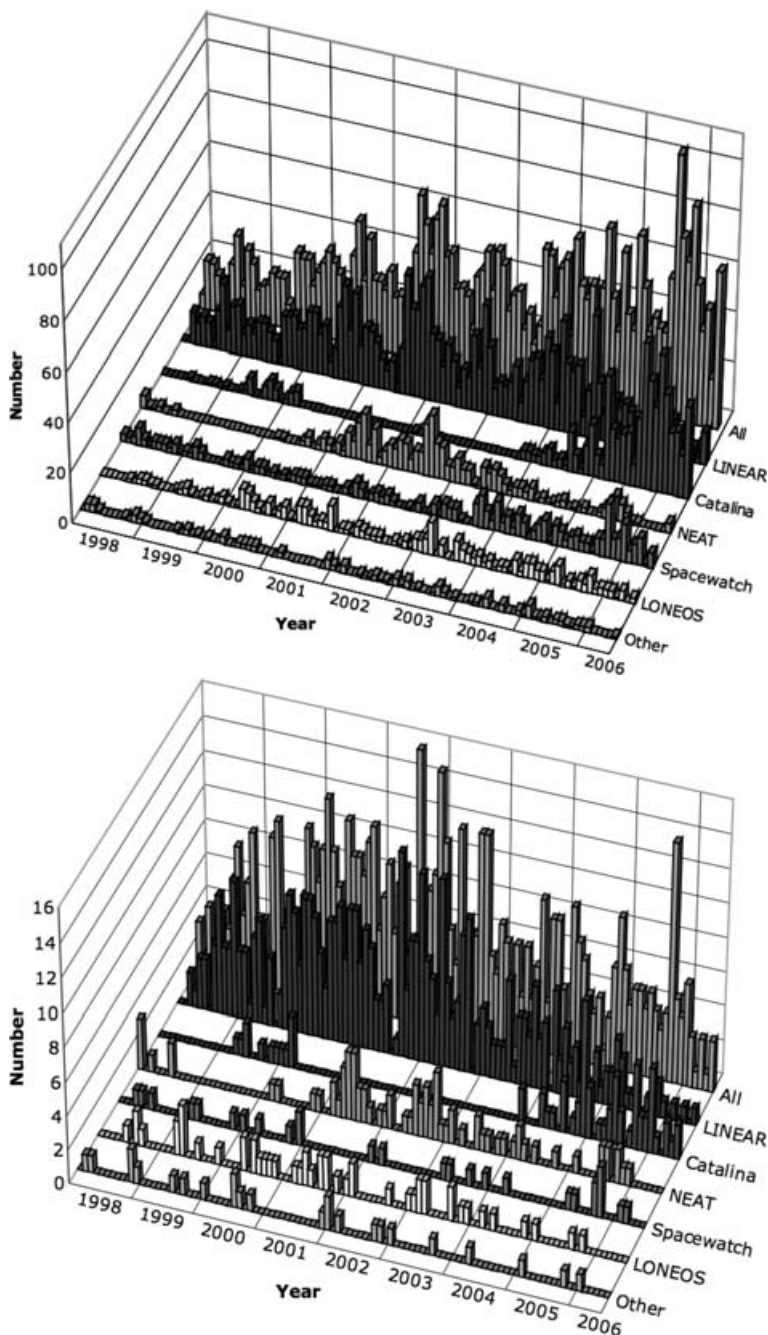 100
80
60
40
20
0
Number
1998
1999
2000
2001
2002
2003
2004
2005
2006
Year
All
LINEAR
Catalina
NEAT
Spacewatch
LONEOS
Other
16
14
12
10
8
6
4
2
0
Number
1998
1999
2000
2001
2002
2003
2004
2005
2006
Year
All
LINEAR
Catalina
NEAT
Spacewatch
LONEOS
Other